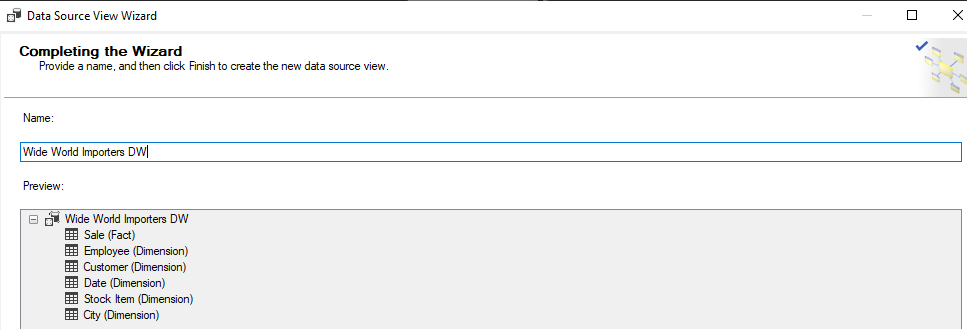 Data Source View Wizard
Completing the Wizard
Provide a name, and then click Finish to create the new data source view.
Name:
Wide World Importers DW
Preview:
Wide World Importers DW
Sale (Fact)
Employee (Dimension)
Customer (Dimension)
Date (Dimension)
Stock Item (Dimension)
City (Dimension)